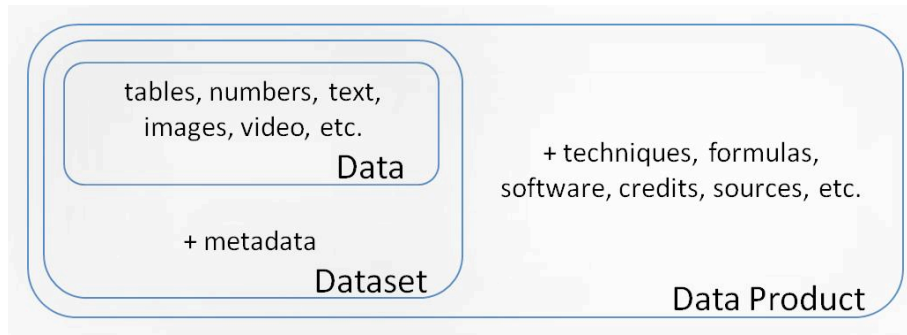 tables, numbers, text,
images, video, etc.
Data
+ metadata
Dataset
+ techniques, formulas,
software, credits, sources, etc.
Data Product